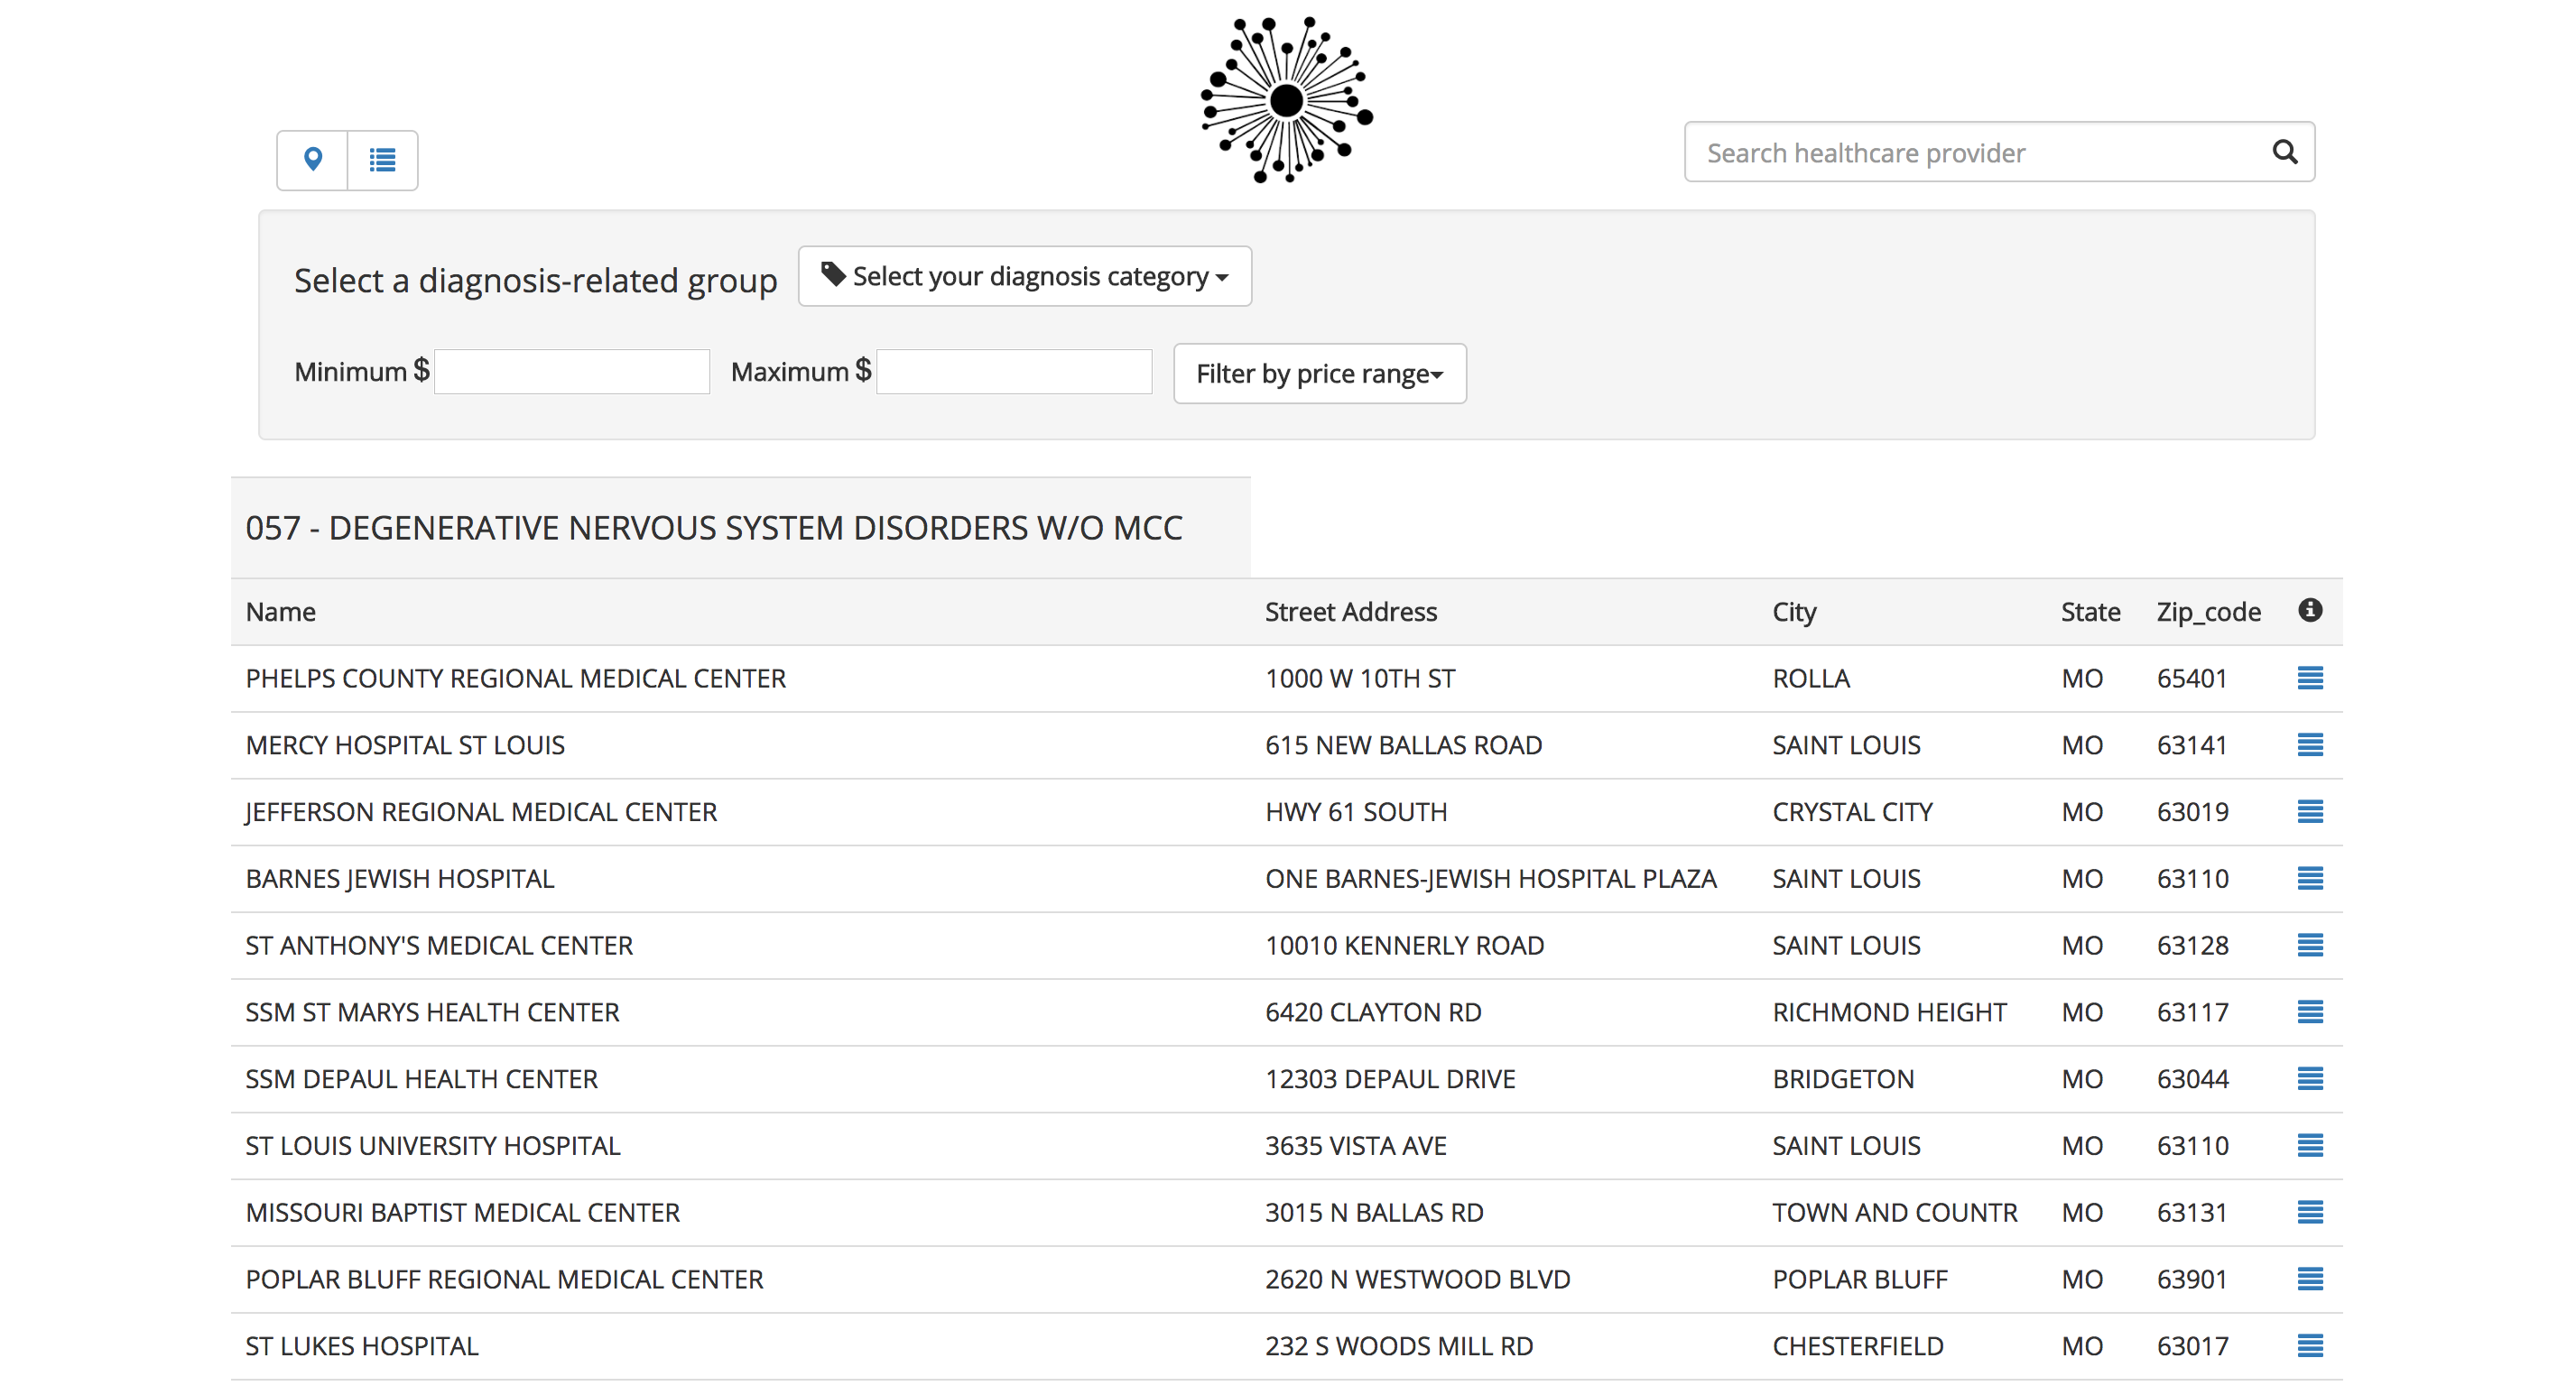 Search healthcare provider
Select a diagnosis-related group Select your diagnosis category
Minimum $ Maximum $ Filter by price range
057 - DEGENERATIVE NERVOUS SYSTEM DISORDERS W/O MCC
Name Street Address City State Zip_code
PHELPS COUNTY REGIONAL MEDICAL CENTER 1000 W 10TH ST ROLLA MO 65401
MERCY HOSPITAL ST LOUIS 615 NEW BALLAS ROAD SAINT LOUIS MO 63141
JEFFERSON REGIONAL MEDICAL CENTER HWY 61 SOUTH CRYSTAL CITY MO 63019
BARNES JEWISH HOSPITAL ONE BARNES-JEWISH HOSPITAL PLAZA SAINT LOUIS MO 63110
ST ANTHONY'S MEDICAL CENTER 10010 KENNERLY ROAD SAINT LOUIS MO 63128
SSM ST MARYS HEALTH CENTER 6420 CLAYTON RD RICHMOND HEIGHT MO 63117
SSM DEPAUL HEALTH CENTER 12303 DEPAUL DRIVE BRIDGETON MO 63044
ST LOUIS UNIVERSITY HOSPITAL 3635 VISTA AVE SAINT LOUIS MO 63110
MISSOURI BAPTIST MEDICAL CENTER 3015 N BALLAS RD TOWN AND COUNTR MO 63131
POPLAR BLUFF REGIONAL MEDICAL CENTER 2620 N WESTWOOD BLVD POPLAR BLUFF MO 63901
ST LUKES HOSPITAL 232 S WOODS MILL RD CHESTERFIELD MO 63017